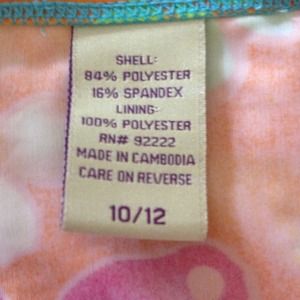 SHELL:
84% POLYESTER
16% SPANDEX
LINING:
100% POLYESTER
RN# 92222
MADE IN CAMBODIA
CARE ON REVERSE
10/12